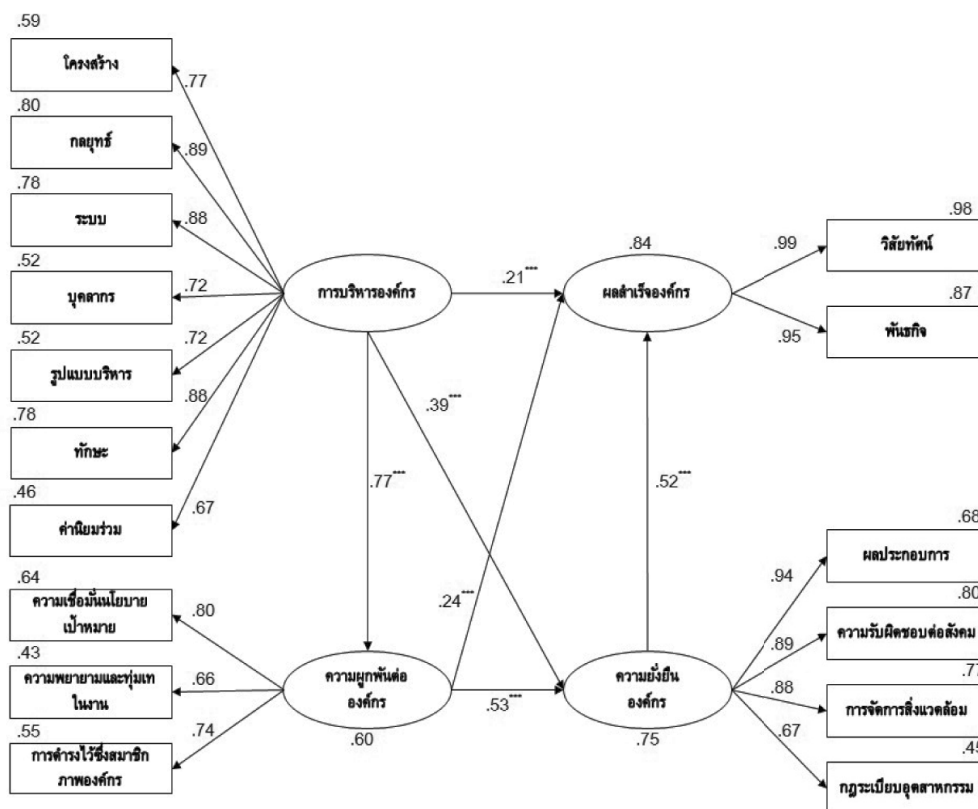 .59
โครงสร้าง
.77
.80
กลยุทธ์
.89
.78
ระบบ
.88
.52
บุคลากร
.72
.52
รูปแบบบริหาร
.72
.78
ทักษะ
.88
.46
ค่านิยมร่วม
.67
.64
ความเชื่อมั่นนโยบาย
เป้าหมาย
.80
.43
ความพยายามและทุ่มเท
ในงาน
.66
.55
การดำรงไว้ซึ่งสมาชิก
ภาพองค์กร
.74
การบริหารองค์กร
.21***
.84
ผลสำเร็จองค์กร
.39***
.77***
.52***
.24***
ความผูกพันต่อ
องค์กร
.60
.53***
ความยั่งยืน
องค์กร
.75
.98
วิสัยทัศน์
.99
.87
พันธกิจ
.95
.68
ผลประกอบการ
.94
.80
ความรับผิดชอบต่อสังคม
.89
.77
การจัดการสิ่งแวดล้อม
.88
.45
กฎระเบียบอุตสาหกรรม
.67